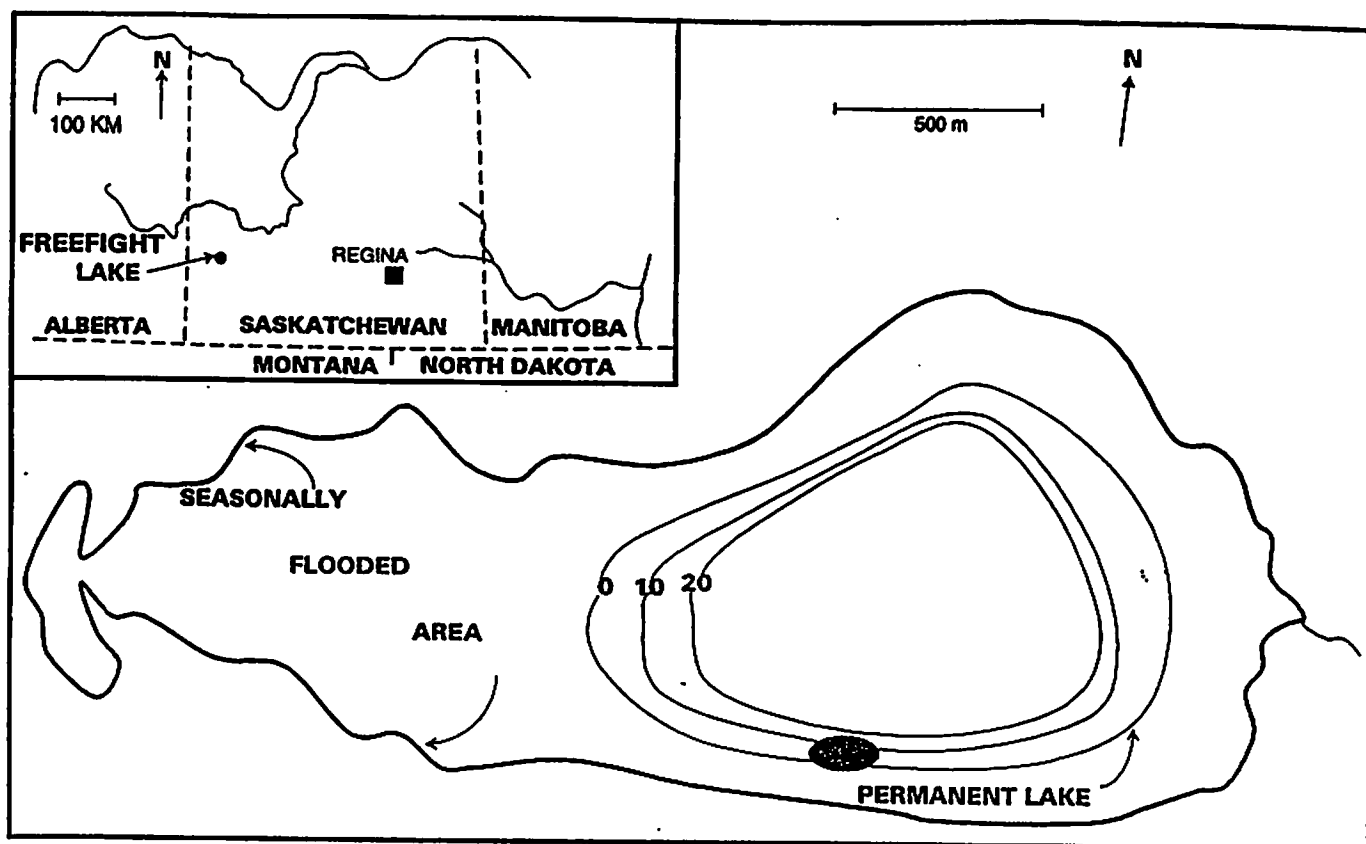 N
100 KM
FREEFIGHT
LAKE
REGINA
ALBERTA SASKATCHEWAN MANITOBA
MONTANA NORTH DAKOTA
N
500 m
SEASONALLY
FLOODED
AREA
0 10 20
PERMANENT LAKE